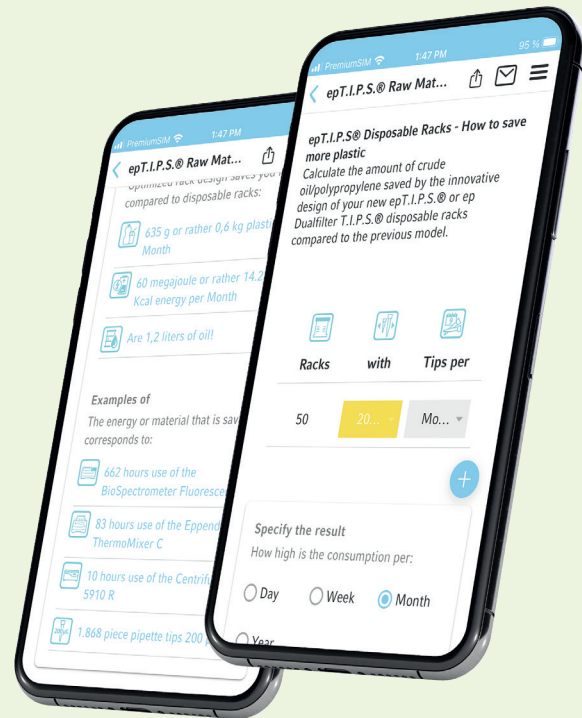 PremiumSIM
1:47 PM
epT.I.P.S.® Raw Mat...
Optimized rack design saves you
compared to disposable racks:
635 g or rather 0,6 kg plasti
Month
60 megajoule or rather 14.2
Kcal energy per Month
Are 1,2 liters of oil!
Examples of
The energy or material that is sav
corresponds to:
662 hours use of the
BioSpectrometer Fluoresce
83 hours use of the Eppend
ThermoMixer C
10 hours use of the Centrifu
5910 R
200µL
1.868 piece pipette tips 200
PremiumSIM
1:47 PM
95 %
epT.I.P.S.® Raw Mat...
epT.I.P.S® Disposable Racks - How to save
more plastic
Calculate the amount of crude
oil/polypropylene saved by the innovative
design of your new epT.I.P.S.® or ep
Dualfilter T.I.P.S.® disposable racks
compared to the previous model.
Racks with Tips per
50 20... Mo...
+
Specify the result
How high is the consumption per:
Day Week Month
Year